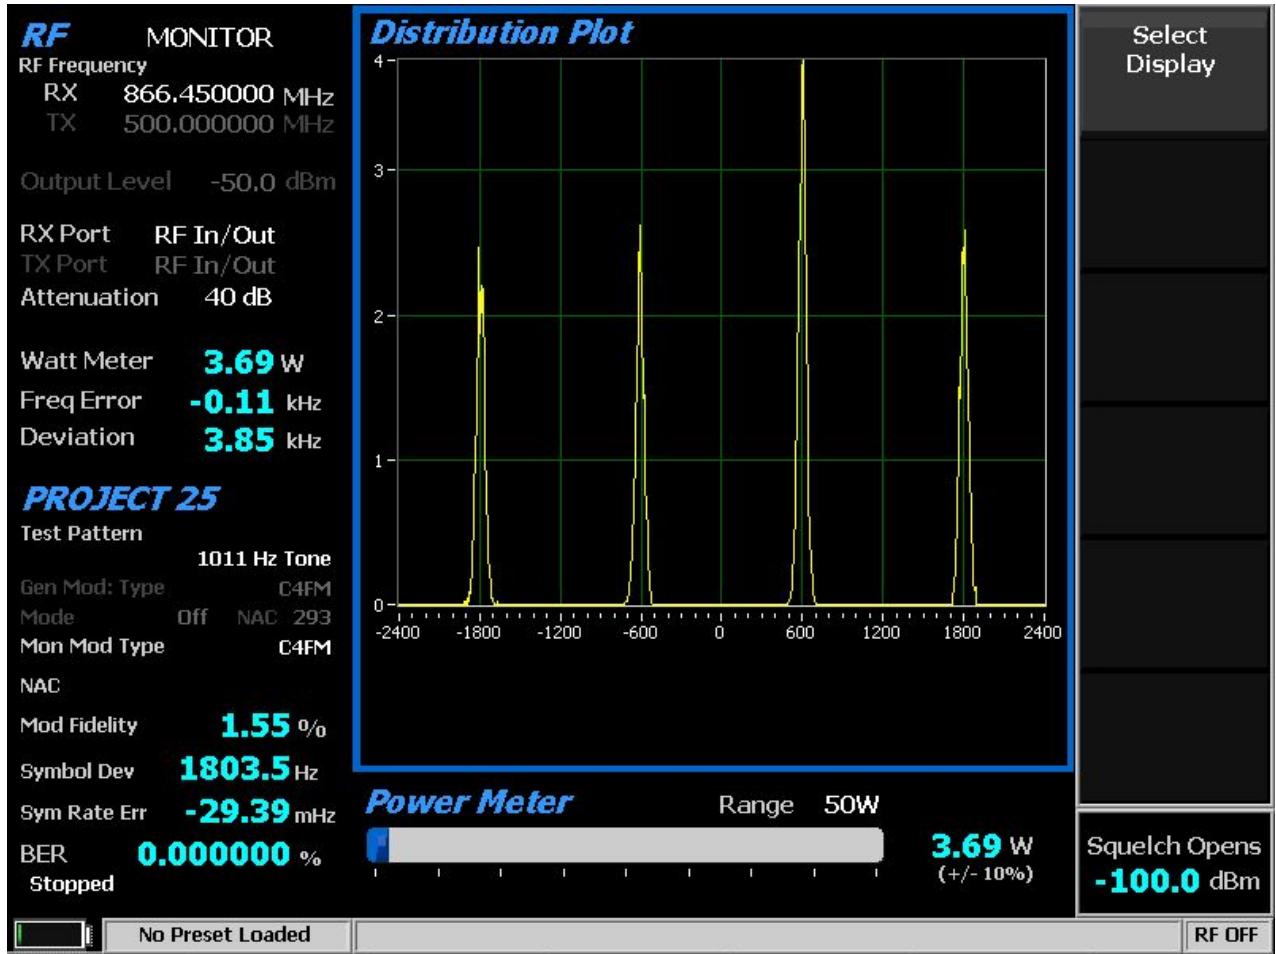 RF MONITOR
RF Frequency
RX 866.450000 MHz
TX 500.000000 MHz
Output Level -50.0 dBm
RX Port RF In/Out
TX Port RF In/Out
Attenuation 40 dB
Watt Meter 3.69 W
Freq Error -0.11 kHz
Deviation 3.85 kHz
PROJECT 25
Test Pattern
1011 Hz Tone
Gen Mod: Type C4FM
Mode Off NAC 293
Mon Mod Type C4FM
NAC
Mod Fidelity 1.55 %
Symbol Dev 1803.5 Hz
Sym Rate Err -29.39 mHz
BER 0.000000 %
Stopped
Distribution Plot
4
3
2
1
0
-2400 -1800 -1200 -600 0 600 1200 1800 2400
Power Meter Range 50W
3.69 W
(+/- 10%)
Select
Display
Squelch Opens
-100.0 dBm
No Preset Loaded
RF OFF